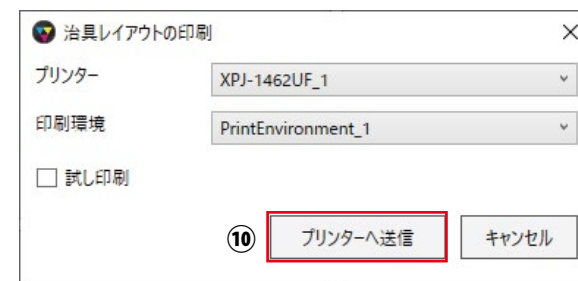 治具レイアウトの印刷
プリンター XPJ-1462UF_1
印刷環境 PrintEnvironment_1
試し印刷
⑩ プリンターへ送信 キャンセル